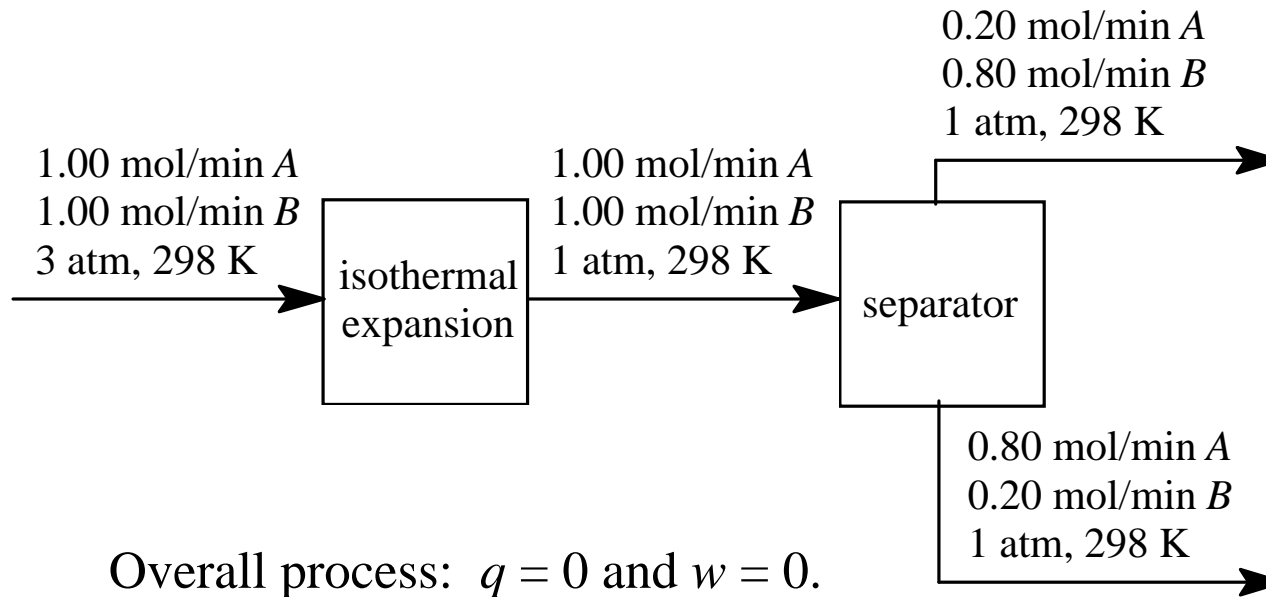 0.20 mol/min A
0.80 mol/min B
1 atm, 298 K
1.00 mol/min A
1.00 mol/min B
3 atm, 298 K
isothermal
expansion
1.00 mol/min A
1.00 mol/min B
1 atm, 298 K
separator
0.80 mol/min A
0.20 mol/min B
1 atm, 298 K
Overall process: q = 0 and w = 0.